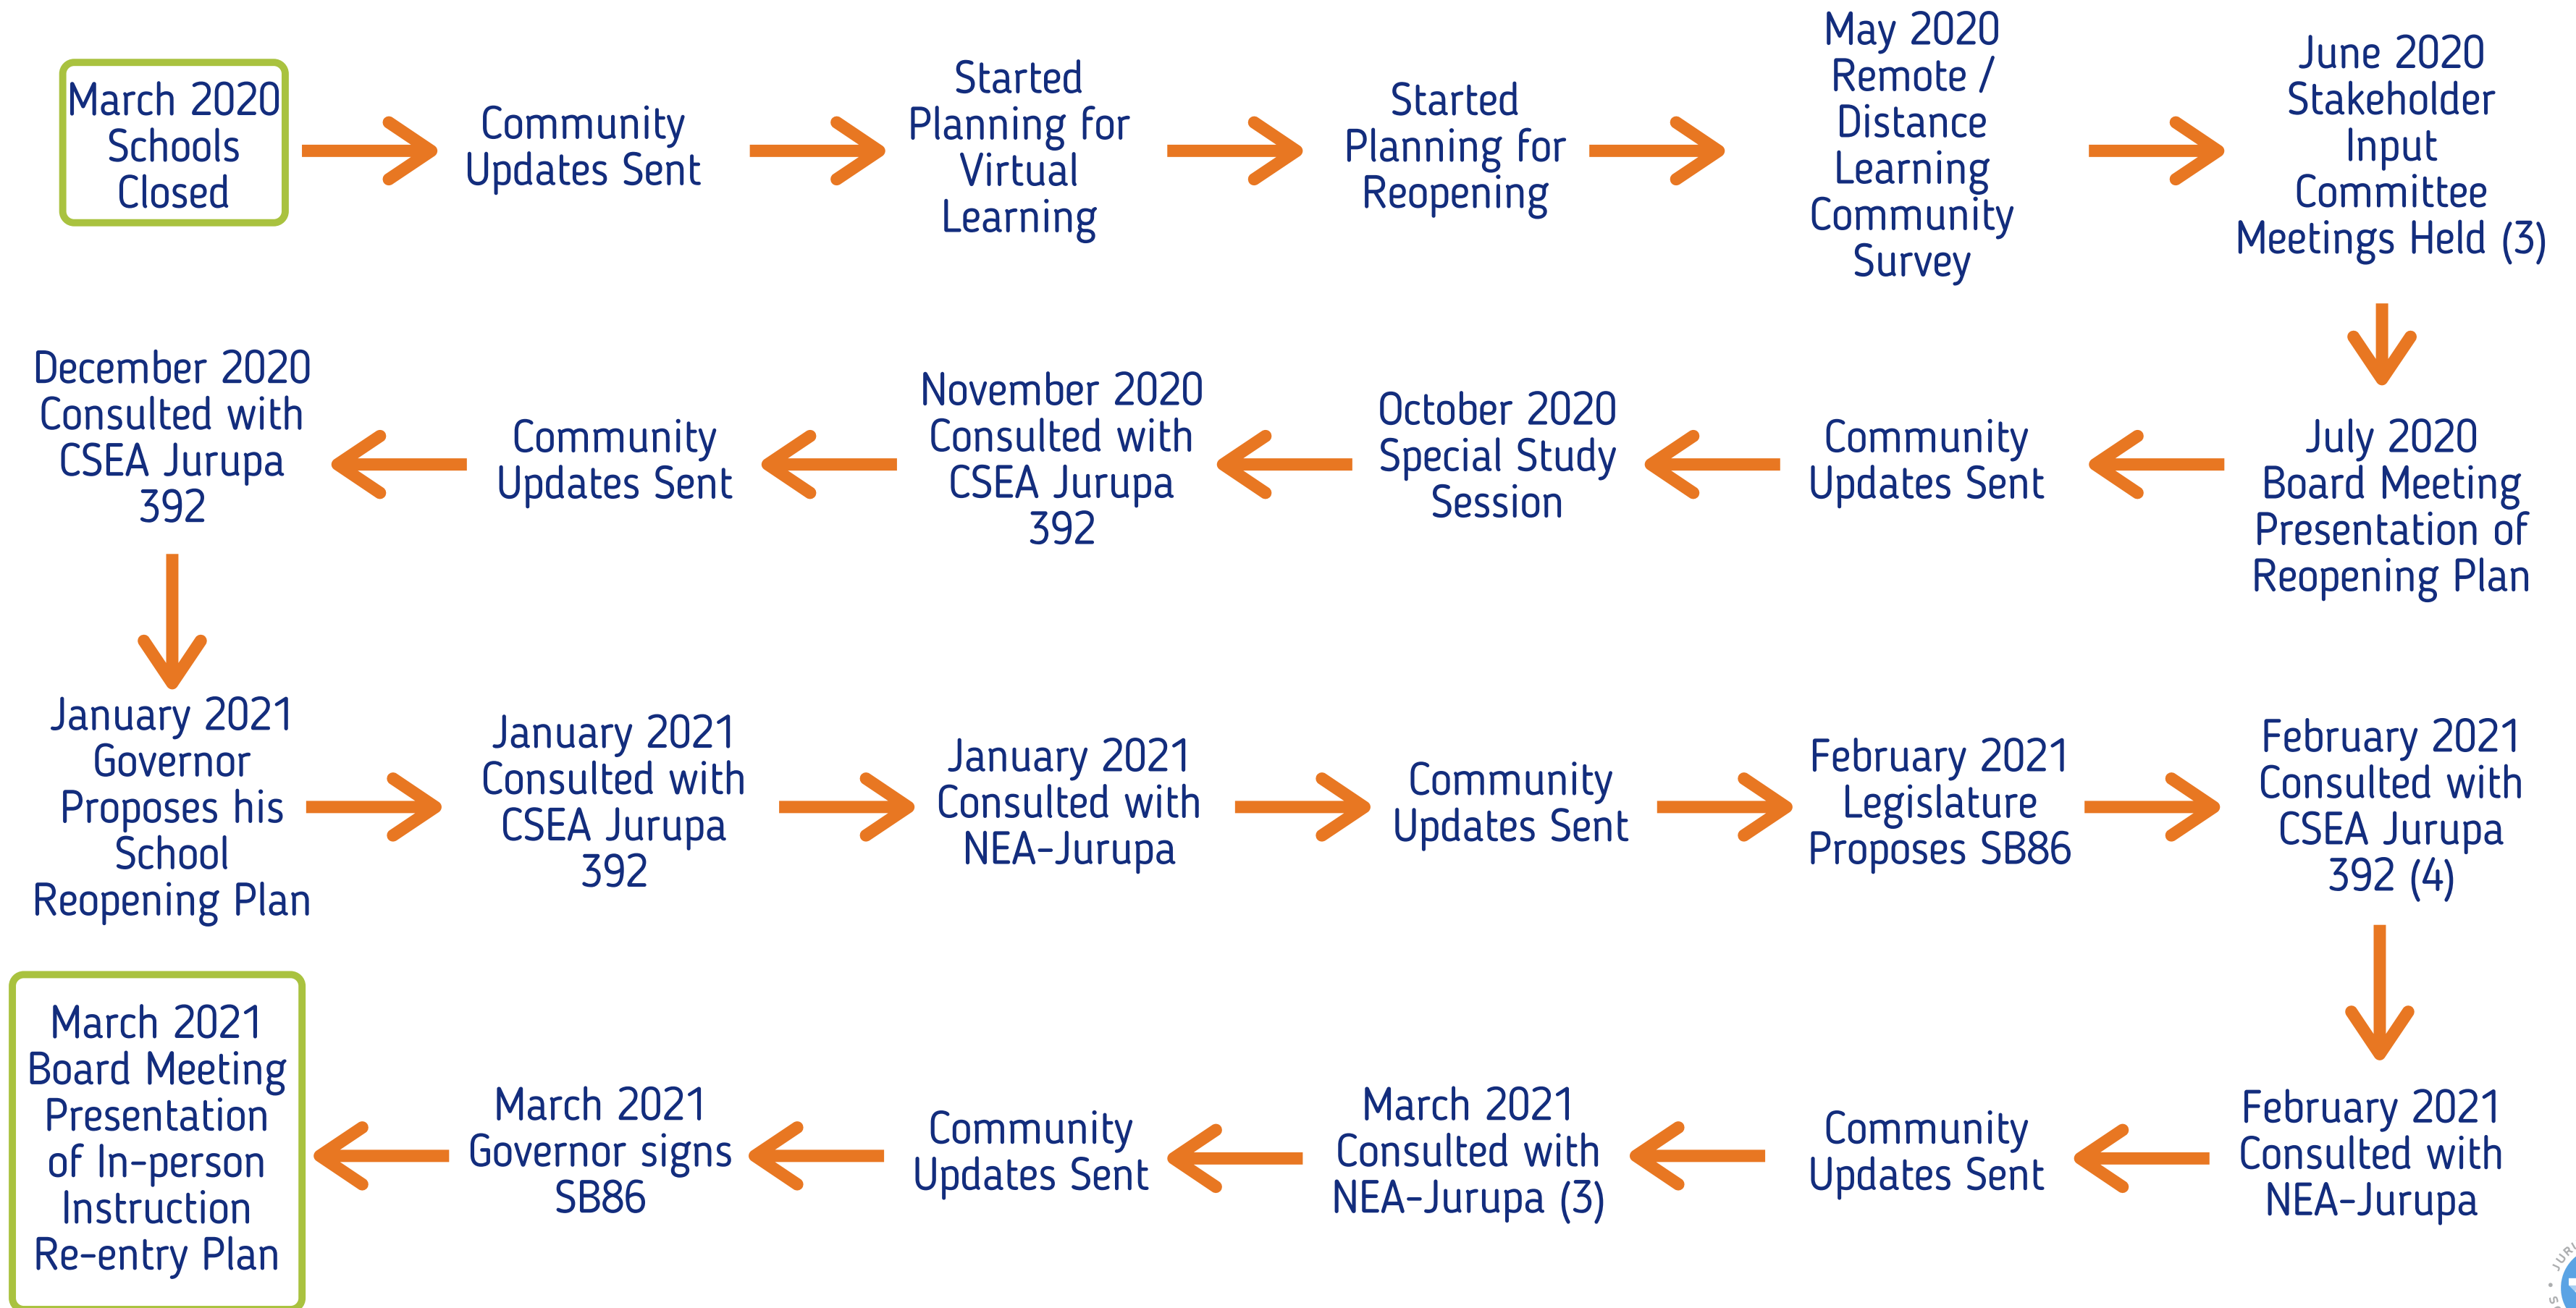 March 2020
Schools
Closed
Community
Updates Sent
Started
Planning for
Virtual
Learning
Started
Planning for
Reopening
May 2020
Remote /
Distance
Learning
Community
Survey
June 2020
Stakeholder
Input
Committee
Meetings Held (3)
July 2020
Board Meeting
Presentation of
Reopening Plan
Community
Updates Sent
October 2020
Special Study
Session
November 2020
Consulted with
CSEA Jurupa
392
Community
Updates Sent
December 2020
Consulted with
CSEA Jurupa
392
January 2021
Governor
Proposes his
School
Reopening Plan
January 2021
Consulted with
CSEA Jurupa
392
January 2021
Consulted with
NEA-Jurupa
Community
Updates Sent
February 2021
Legislature
Proposes SB86
February 2021
Consulted with
CSEA Jurupa
392 (4)
February 2021
Consulted with
NEA-Jurupa
Community
Updates Sent
March 2021
Consulted with
NEA-Jurupa (3)
Community
Updates Sent
March 2021
Governor signs
SB86
March 2021
Board Meeting
Presentation
of In-person
Instruction
Re-entry Plan